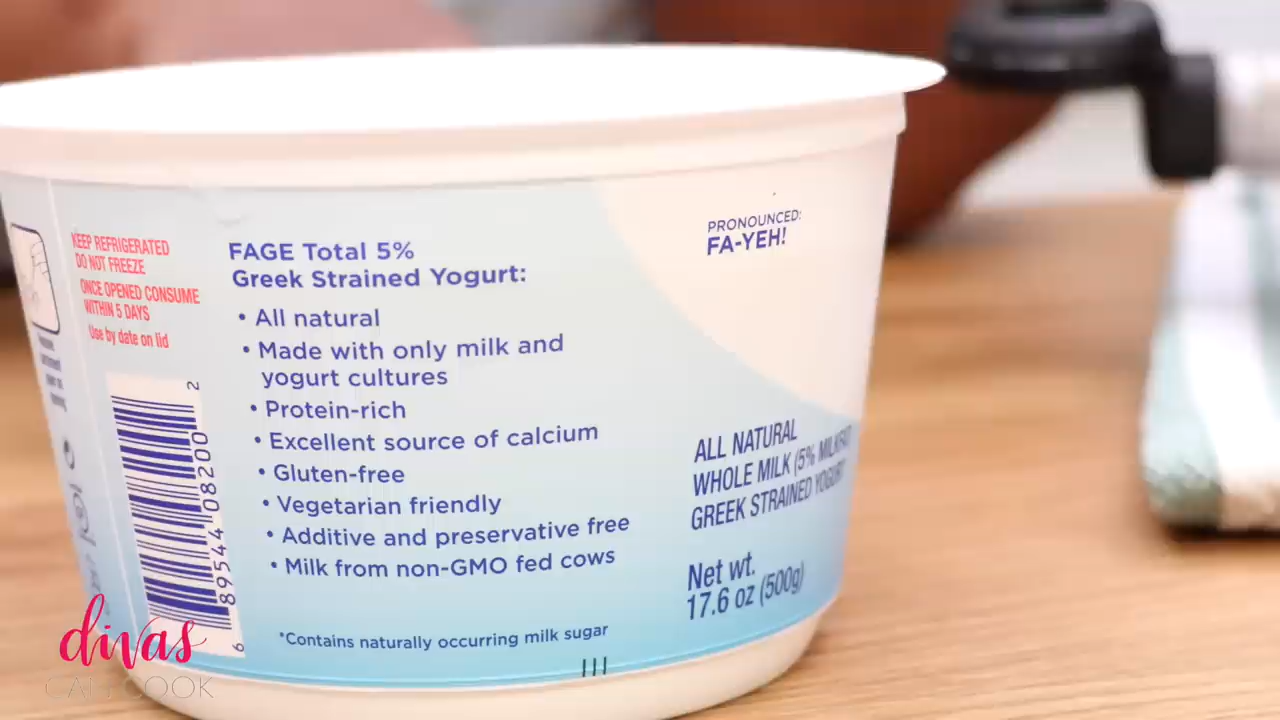 KEEP REFRIGERATED
DO NOT FREEZE
ONCE OPENED CONSUME
WITHIN 5 DAYS
Use by date on lid
6 89544 08200 2
FAGE Total 5%
Greek Strained Yogurt:
• All natural
• Made with only milk and
yogurt cultures
• Protein-rich
• Excellent source of calcium
• Gluten-free
• Vegetarian friendly
• Additive and preservative free
• Milk from non-GMO fed cows
*Contains naturally occurring milk sugar
PRONOUNCED:
FA-YEH!
ALL NATURAL
WHOLE MILK (5% MILKFAT
GREEK STRAINED YOGURT
Net wt.
17.6 oz (500g)
divas
CAN COOK